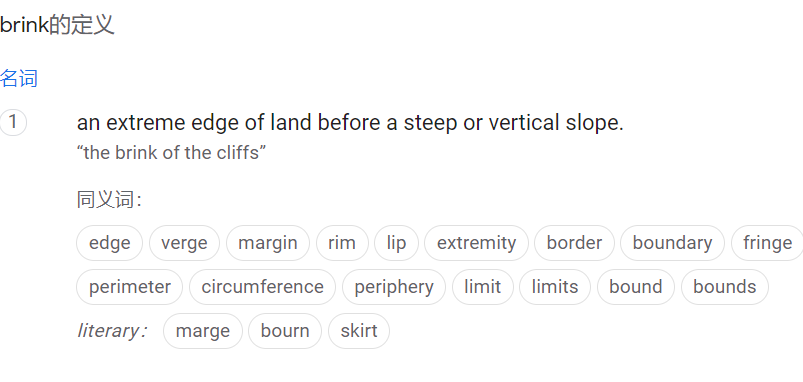 brink的定义
名词
1 an extreme edge of land before a steep or vertical slope.
“the brink of the cliffs”
同义词：
edge verge margin rim lip extremity border boundary fringe
perimeter circumference periphery limit limits bound bounds
literary： marge bourn skirt